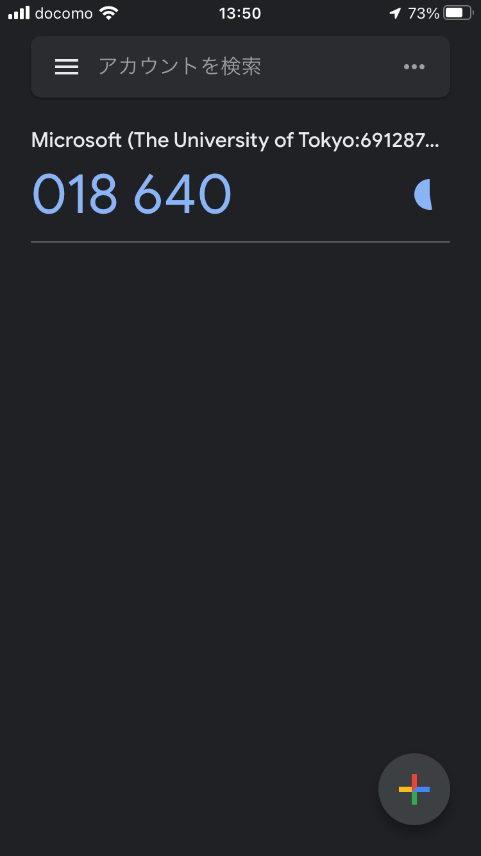 docomo 13:50 73%
アカウントを検索
Microsoft (The University of Tokyo:691287...
018 640